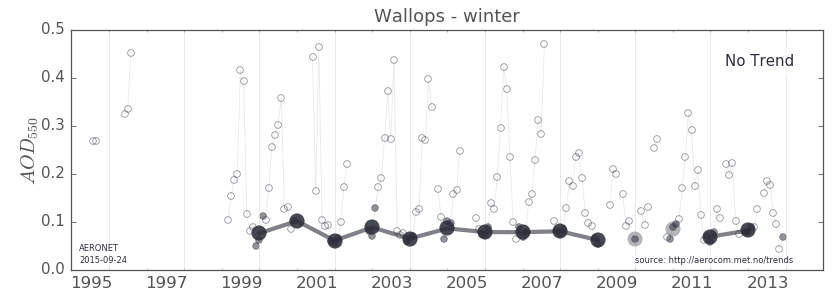 Wallops - winter
No Trend
AOD550
0.5
0.4
0.3
0.2
0.1
0.0
AERONET
2015-09-24
source: http://aerocom.met.no/trends
1995 1997 1999 2001 2003 2005 2007 2009 2011 2013